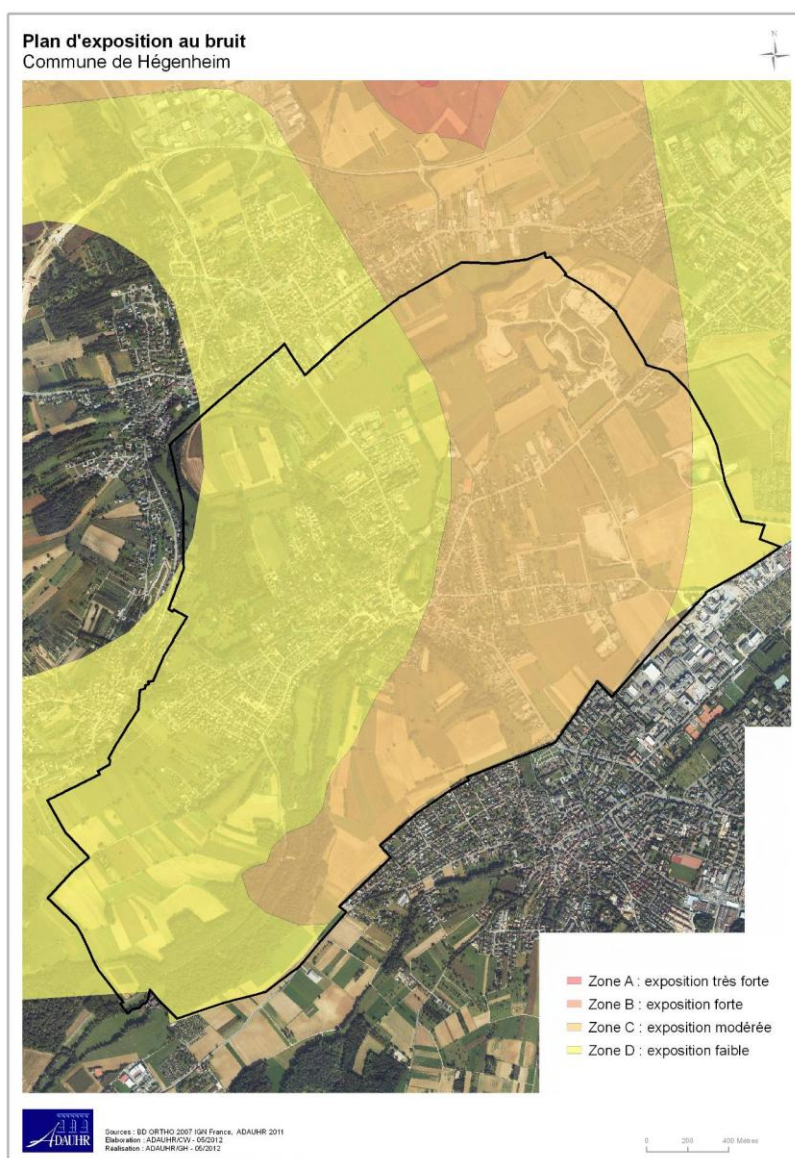 Plan d'exposition au bruit
Commune de Hégenheim
N
Zone A : exposition très forte
Zone B : exposition forte
Zone C : exposition modérée
Zone D : exposition faible
ADAUHR
Sources : BD ORTHO 2007 IGN France, ADAUHR 2011
Elaboration : ADAUHR/CW - 05/2012
Réalisation : ADAUHR/GH - 05/2012
0 200 400 Mètres